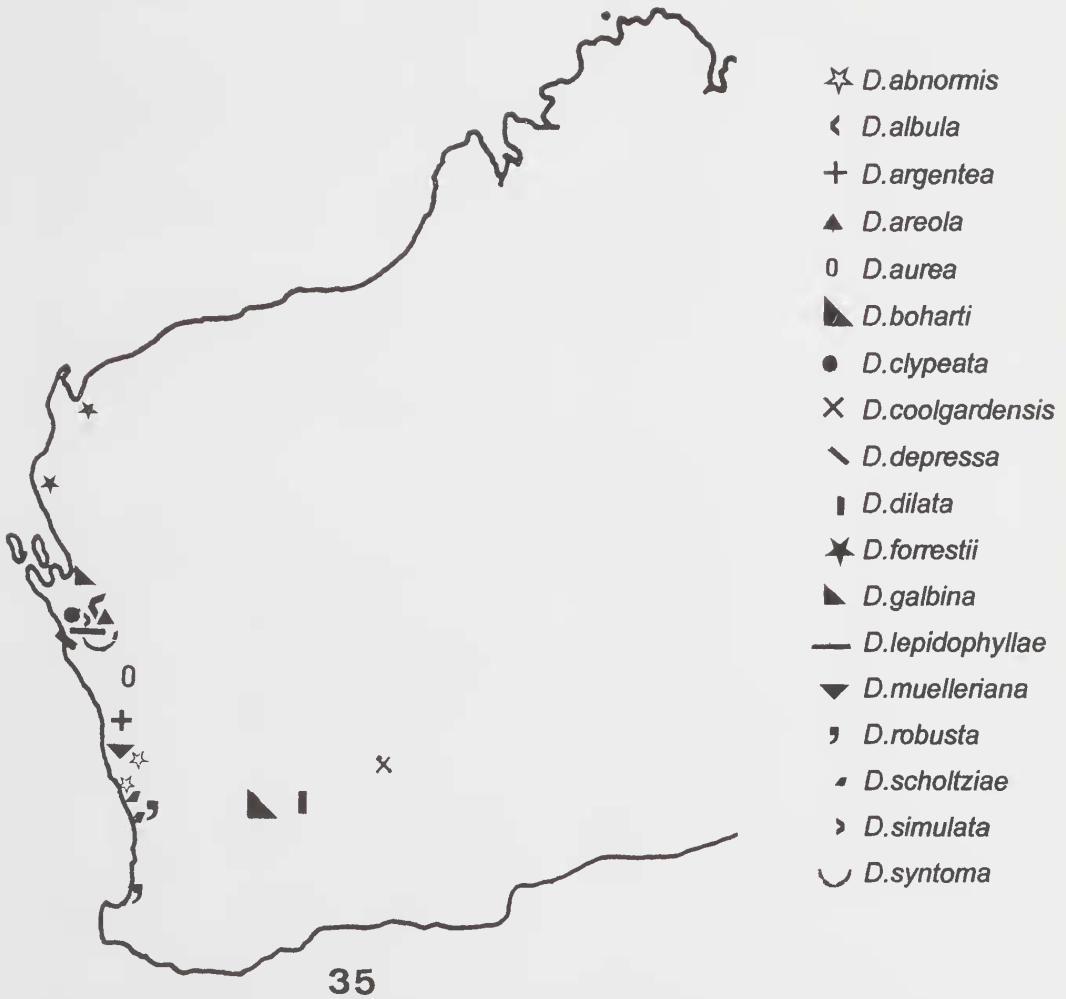 D.abnormis
D.albula
D.argentea
D.areola
D.aurea
D.boharti
D.clypeata
D.coolgardensis
D.depressa
D.dilata
D.forrestii
D.galbina
D.lepidophyllae
D.muelleriana
D.robusta
D.scholtziae
D.simulata
D.syntoma
35